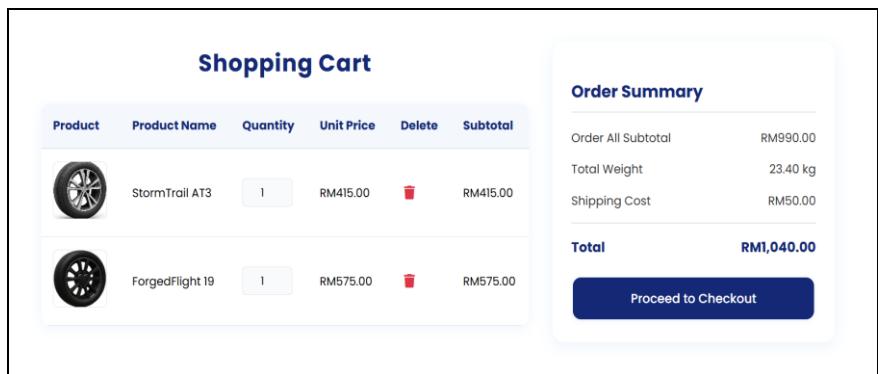 Shopping Cart
Product Product Name Quantity Unit Price Delete Subtotal
StormTrail AT3 1 RM415.00 RM415.00
ForgedFlight 19 1 RM575.00 RM575.00
Order Summary
Order All Subtotal RM990.00
Total Weight 23.40 kg
Shipping Cost RM50.00
Total RM1,040.00
Proceed to Checkout